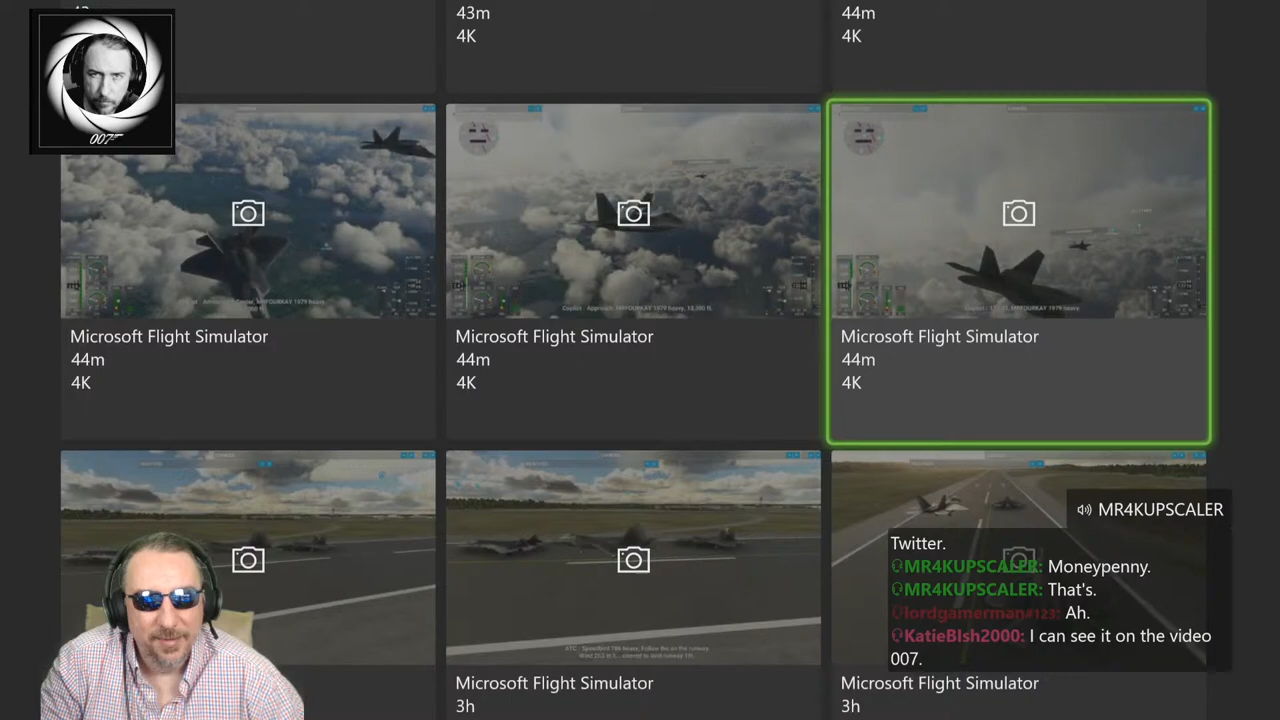 43m
4K
44m
4K
007
Microsoft Flight Simulator
44m
4K
Microsoft Flight Simulator
44m
4K
Microsoft Flight Simulator
44m
4K
MR4KUPSCALER
Twitter.
MR4KUPSCALER: Moneypenny.
MR4KUPSCALER: That's.
lordgamerman#123: Ah.
KatieBlsh2000: I can see it on the video
007.
Microsoft Flight Simulator
3h
Microsoft Flight Simulator
3h